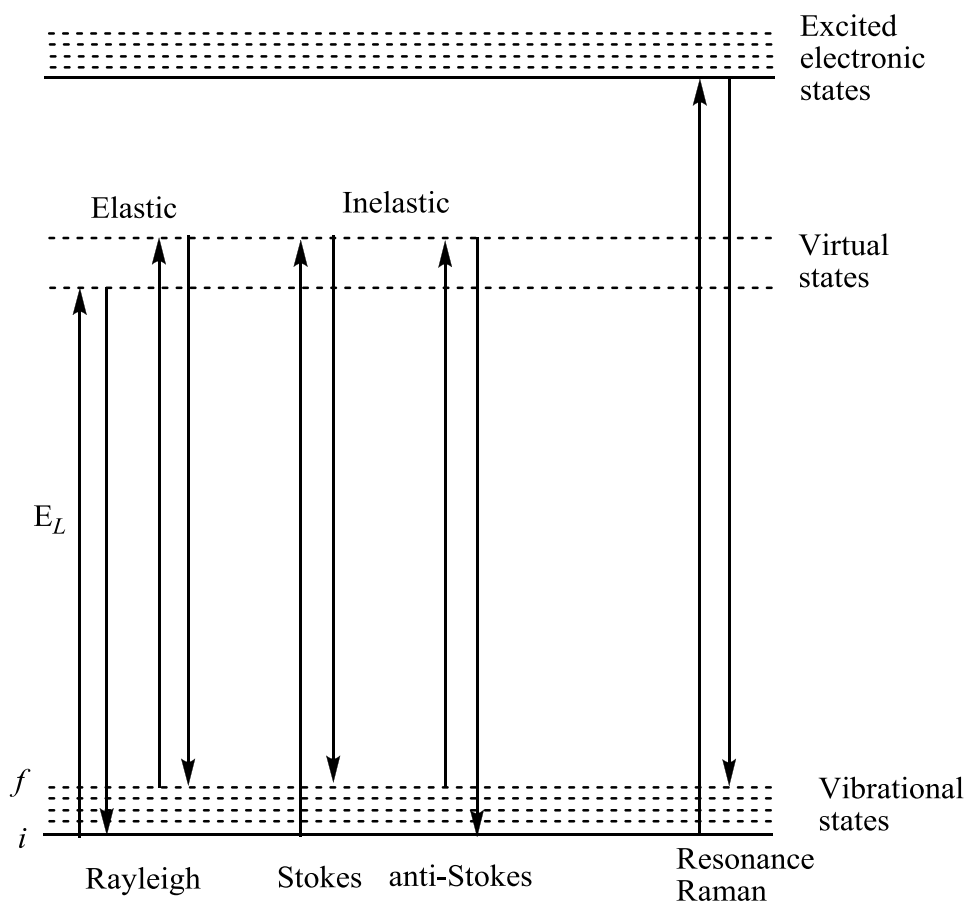 Excited
electronic
states
Elastic
Inelastic
Virtual
states
E_L
f
i
Vibrational
states
Rayleigh
Stokes
anti-Stokes
Resonance
Raman